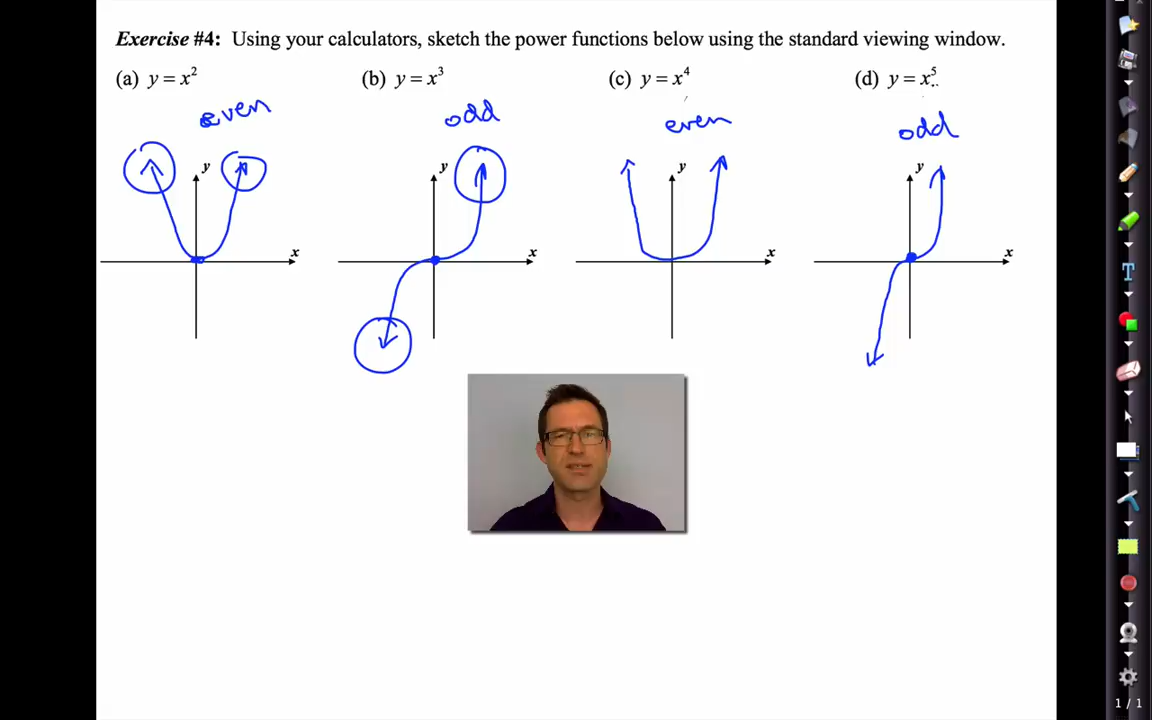 Exercise #4: Using your calculators, sketch the power functions below using the standard viewing window.
(a) y = x² (b) y = x³ (c) y = x⁴ (d) y = x⁵
even odd even odd
y y y y
x x x x
T
1 / 1